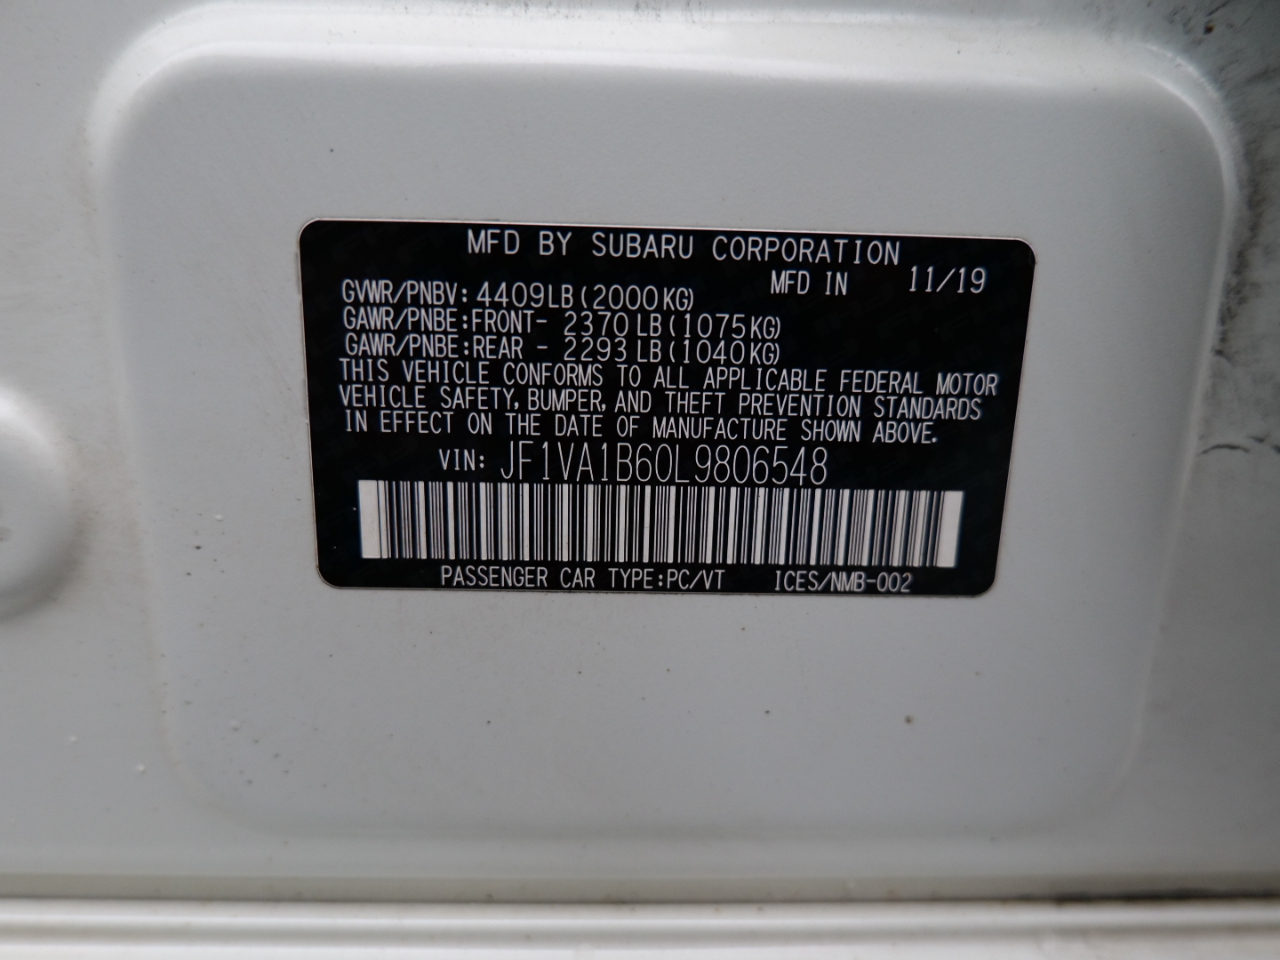 MFD BY SUBARU CORPORATION
MFD IN 11/19
GVWR/PNBV: 4409LB (2000KG)
GAWR/PNBE: FRONT- 2370 LB (1075KG)
GAWR/PNBE: REAR - 2293 LB (1040KG)
THIS VEHICLE CONFORMS TO ALL APPLICABLE FEDERAL MOTOR
VEHICLE SAFETY, BUMPER, AND THEFT PREVENTION STANDARDS
IN EFFECT ON THE DATE OF MANUFACTURE SHOWN ABOVE.
VIN: JF1VA1B60L9806548
PASSENGER CAR TYPE:PC/VT ICES/NMB-002